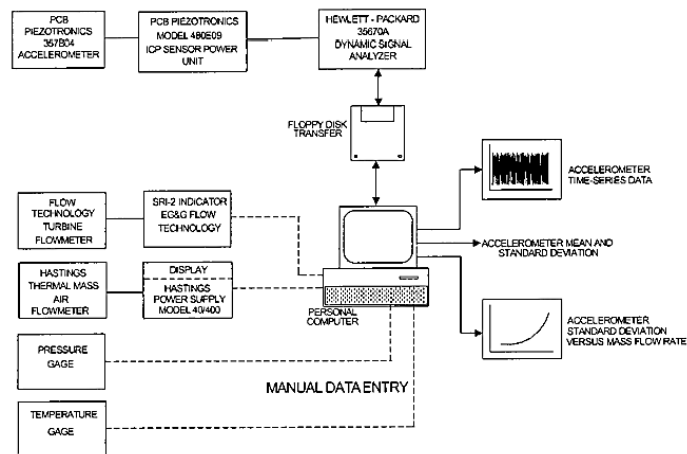 PCB
PIEZOTRONICS
357B04
ACCELEROMETER
PCB PIEZOTRONICS
MODEL 480E09
ICP SENSOR POWER
UNIT
HEWLETT - PACKARD
35670A
DYNAMIC SIGNAL
ANALYZER
FLOPPY DISK
TRANSFER
ACCELEROMETER
TIME-SERIES DATA
FLOW
TECHNOLOGY
TURBINE
FLOWMETER
SRI-2 INDICATOR
EG&G FLOW
TECHNOLOGY
ACCELEROMETER MEAN AND
STANDARD DEVIATION
HASTINGS
THERMAL MASS
AIR
FLOWMETER
DISPLAY
HASTINGS
POWER SUPPLY
MODEL 40/400
PERSONAL
COMPUTER
ACCELEROMETER
STANDARD DEVIATION
VERSUS MASS FLOW RATE
PRESSURE
GAGE
MANUAL DATA ENTRY
TEMPERATURE
GAGE